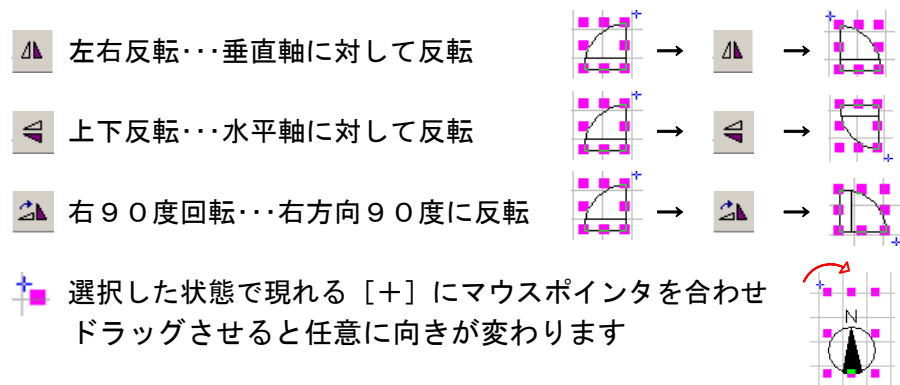 左右反転･･･垂直軸に対して反転
→ →
上下反転･･･水平軸に対して反転
→ →
右９０度回転･･･右方向９０度に反転
→ →
選択した状態で現れる［＋］にマウスポインタを合わせ
ドラッグさせると任意に向きが変わります
N